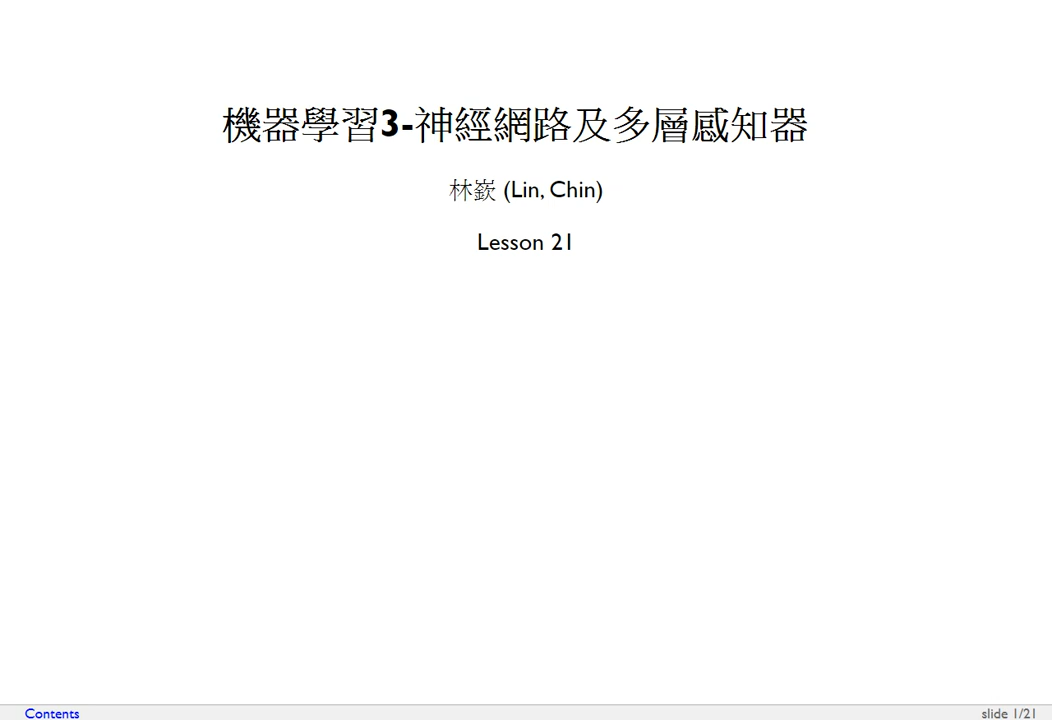 機器學習3-神經網路及多層感知器
林嶔 (Lin, Chin)
Lesson 21
Contents
slide 1/21